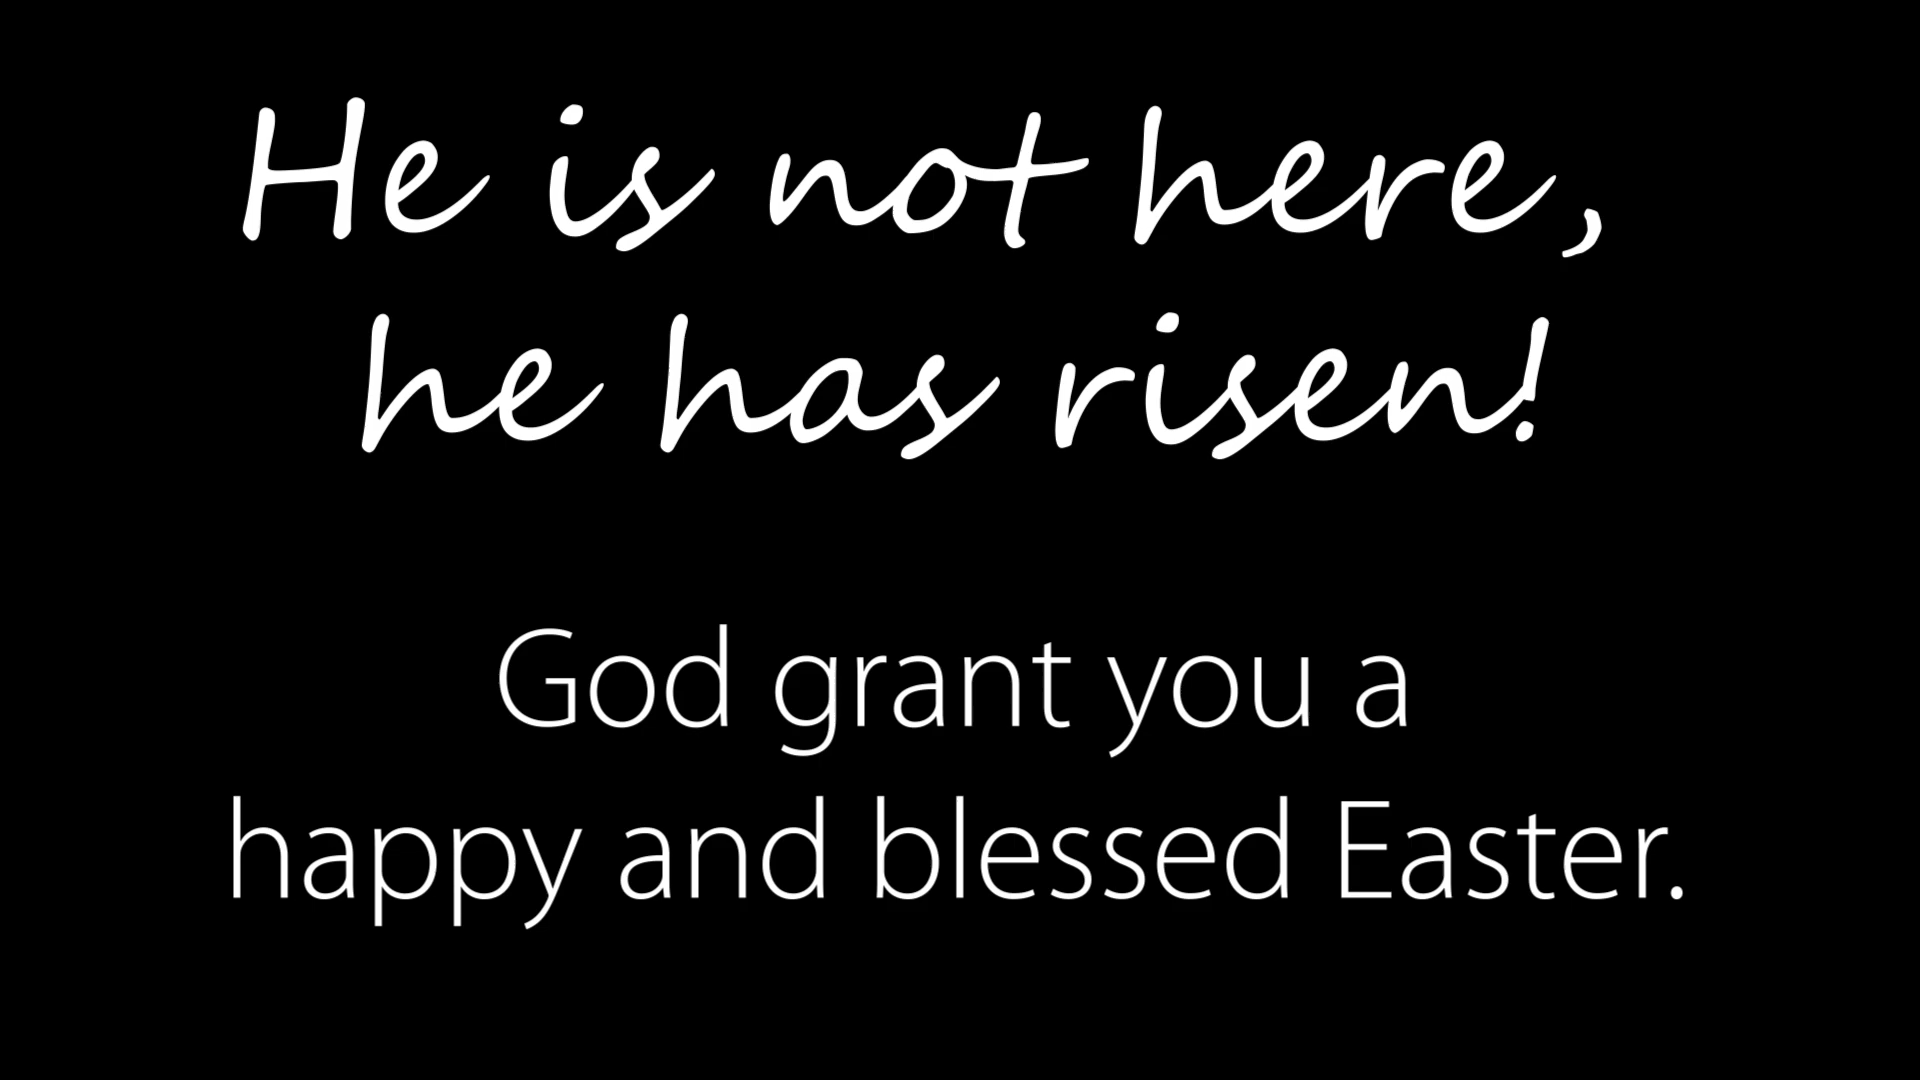 He is not here,
he has risen!
God grant you a
happy and blessed Easter.